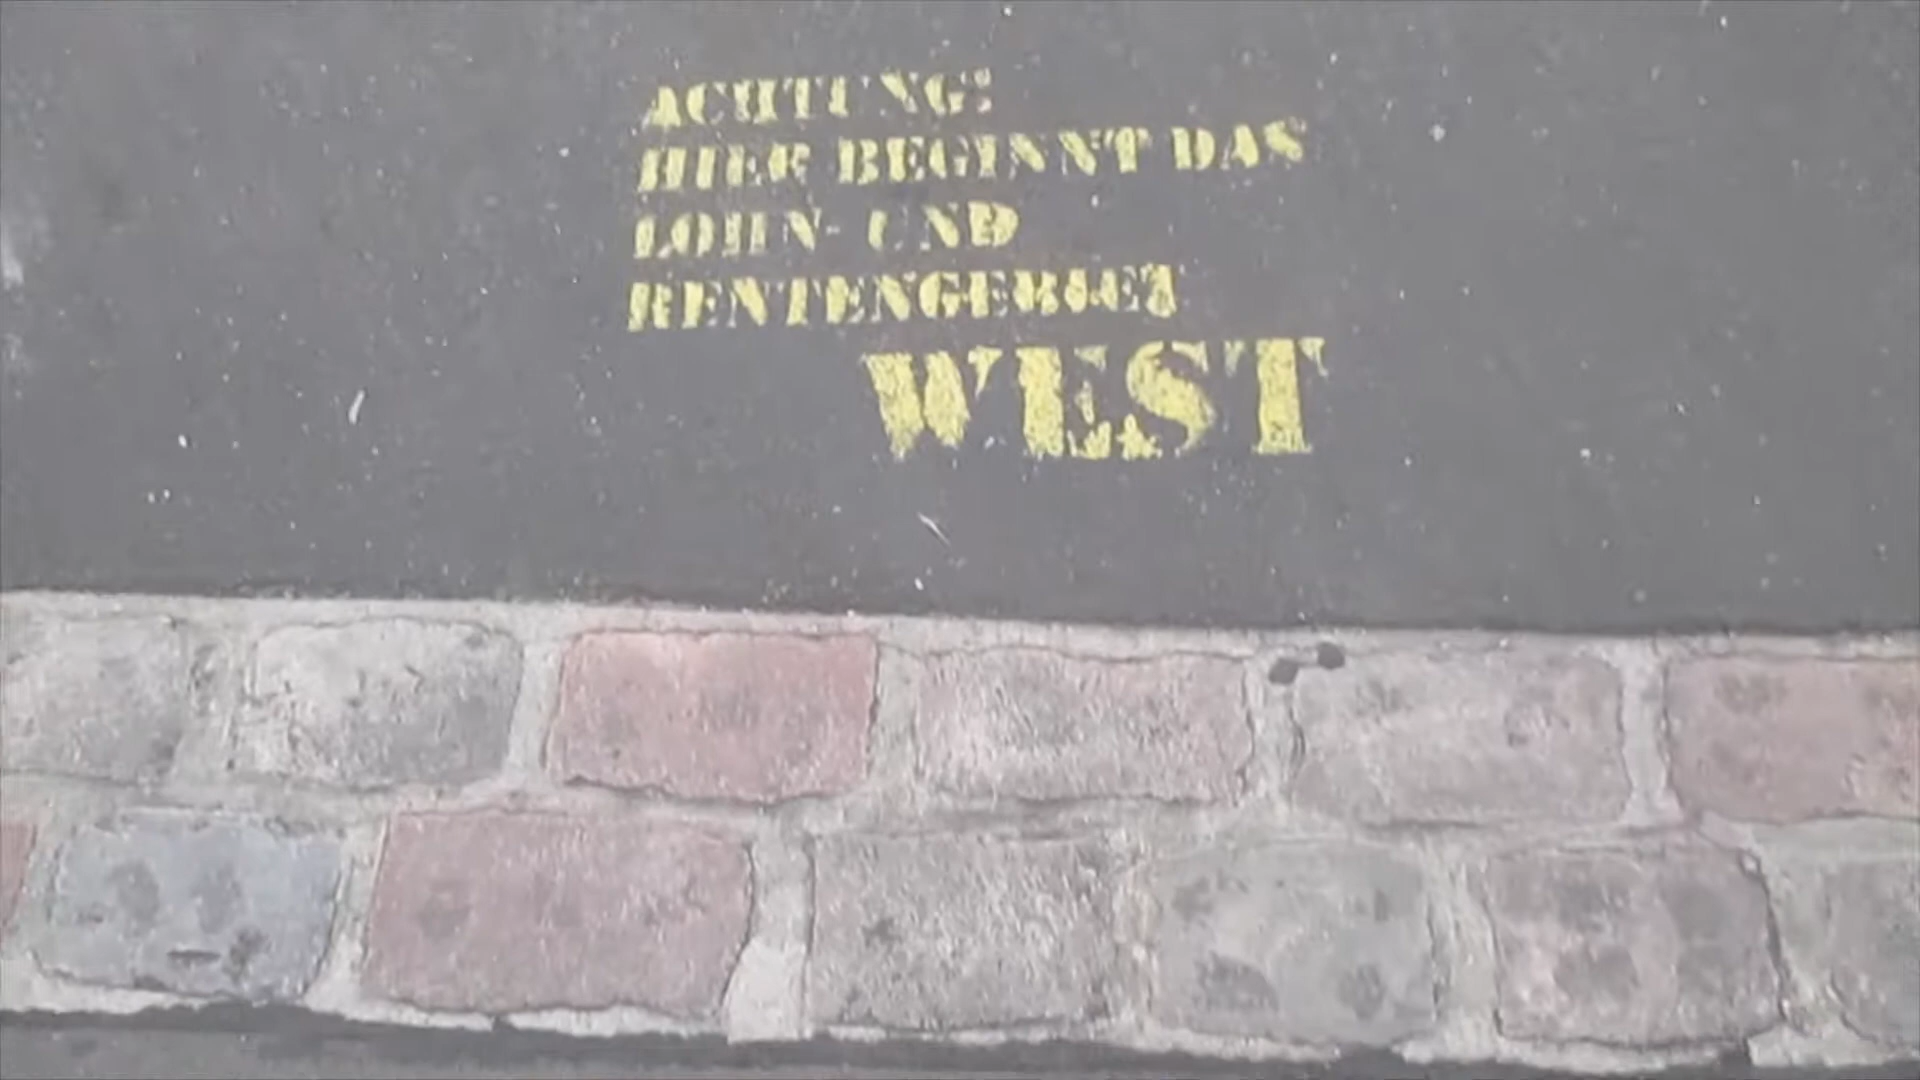 ACHTUNG!
HIER BEGINNT DAS
LOHN- UND
RENTENGEBIET
WEST